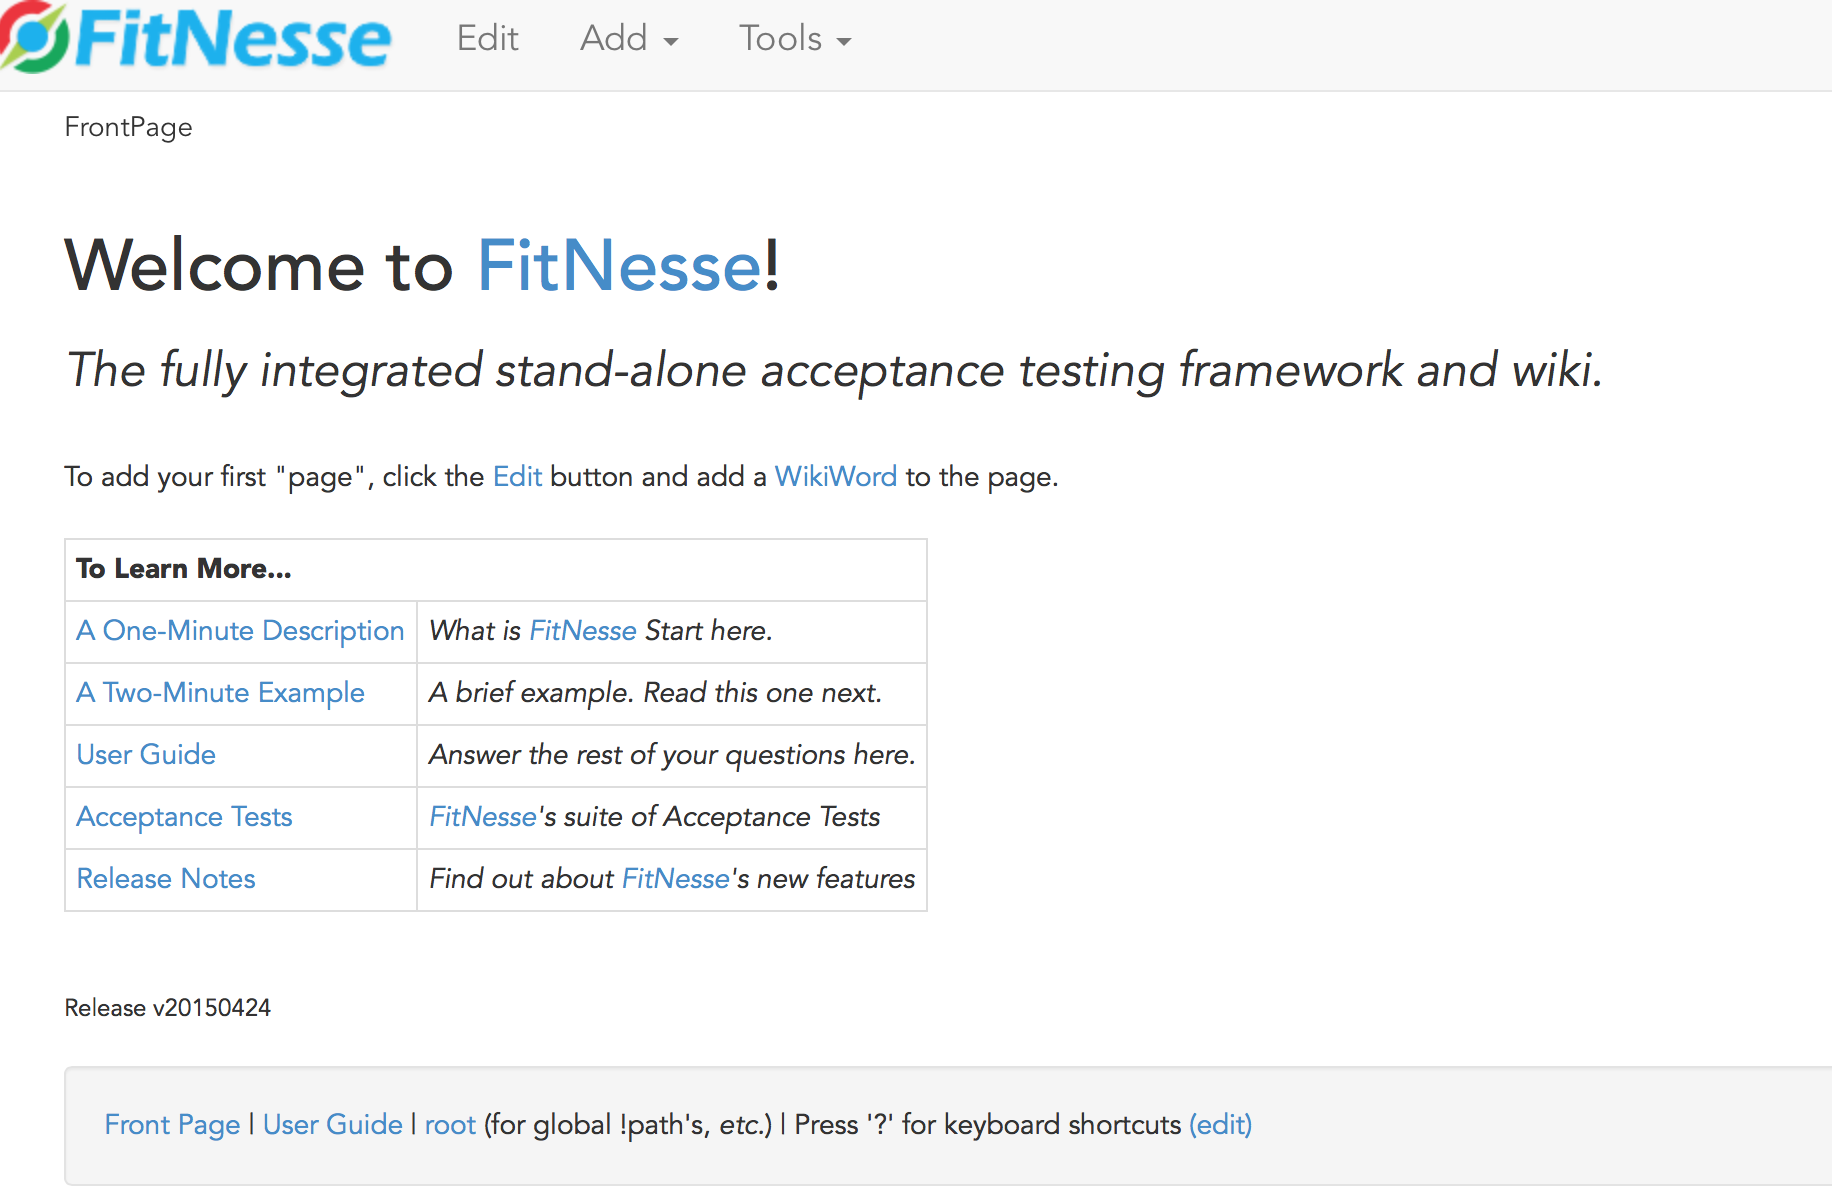 FitNesse Edit Add Tools
FrontPage
Welcome to FitNesse!
The fully integrated stand-alone acceptance testing framework and wiki.
To add your first "page", click the Edit button and add a WikiWord to the page.
To Learn More...
A One-Minute Description What is FitNesse Start here.
A Two-Minute Example A brief example. Read this one next.
User Guide Answer the rest of your questions here.
Acceptance Tests FitNesse's suite of Acceptance Tests
Release Notes Find out about FitNesse's new features
Release v20150424
Front Page | User Guide | root (for global !path's, etc.) | Press '?' for keyboard shortcuts (edit)